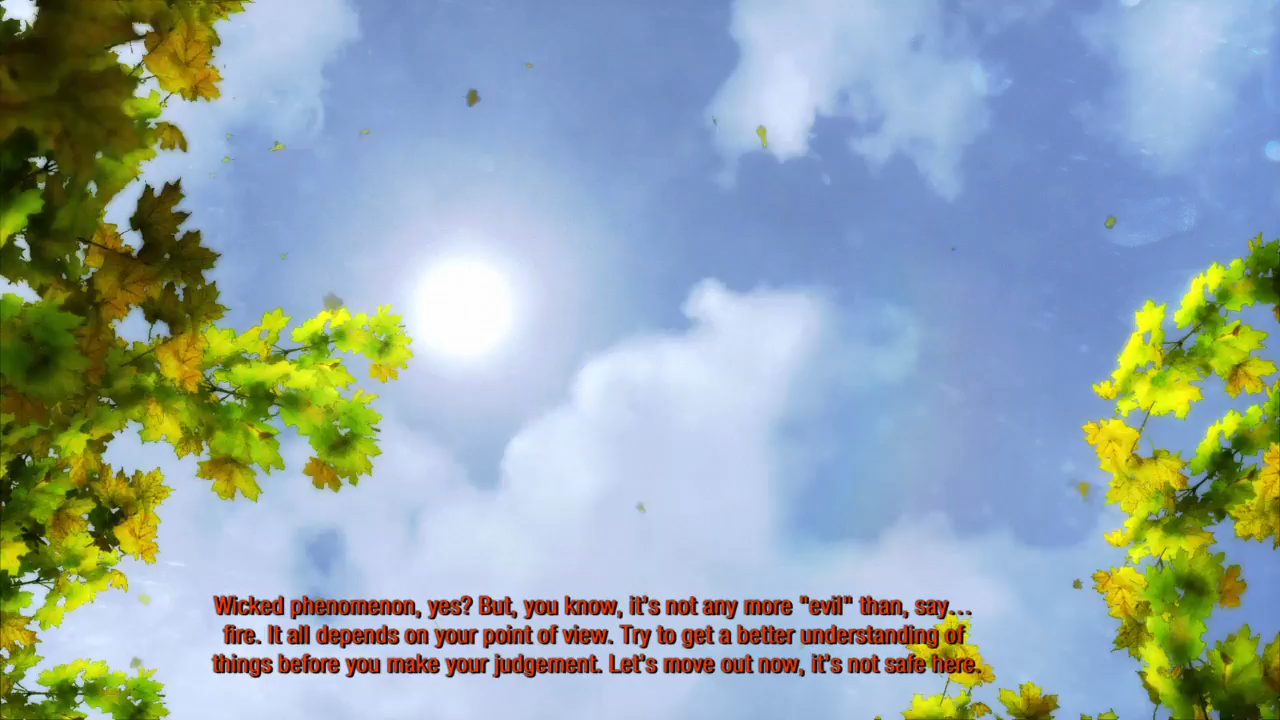 Wicked phenomenon, yes? But, you know, it's not any more "evil" than, say...
fire. It all depends on your point of view. Try to get a better understanding of
things before you make your judgement. Let's move out now, it's not safe here.